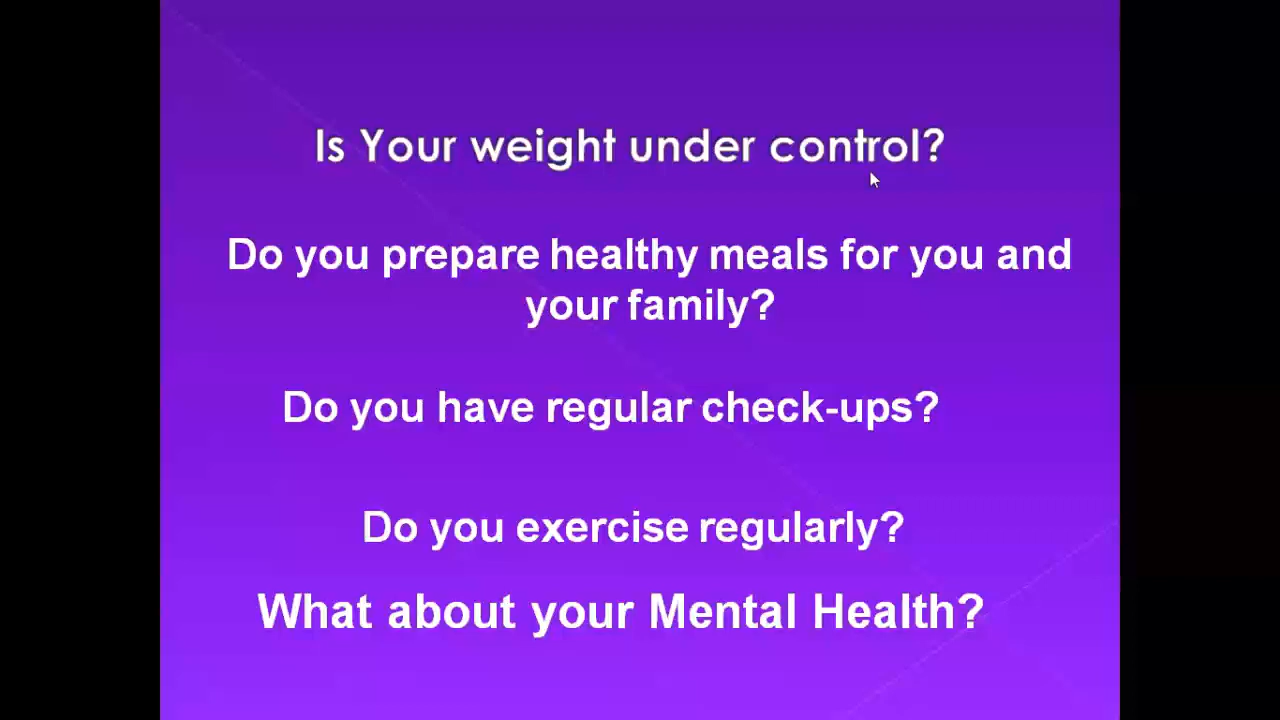 Is Your weight under control?
Do you prepare healthy meals for you and
your family?
Do you have regular check-ups?
Do you exercise regularly?
What about your Mental Health?